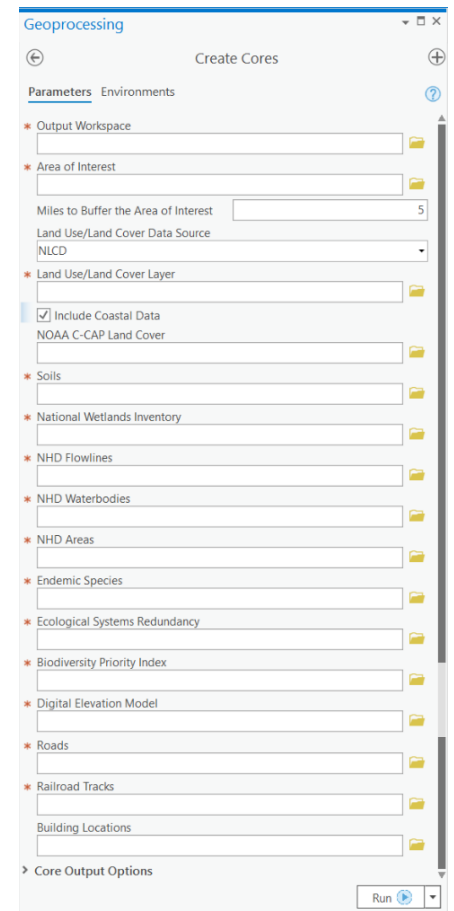 Geoprocessing
Create Cores
Parameters Environments
* Output Workspace
* Area of Interest
Miles to Buffer the Area of Interest 5
Land Use/Land Cover Data Source
NLCD
* Land Use/Land Cover Layer
Include Coastal Data
NOAA C-CAP Land Cover
* Soils
* National Wetlands Inventory
* NHD Flowlines
* NHD Waterbodies
* NHD Areas
* Endemic Species
* Ecological Systems Redundancy
* Biodiversity Priority Index
* Digital Elevation Model
* Roads
* Railroad Tracks
Building Locations
> Core Output Options
Run